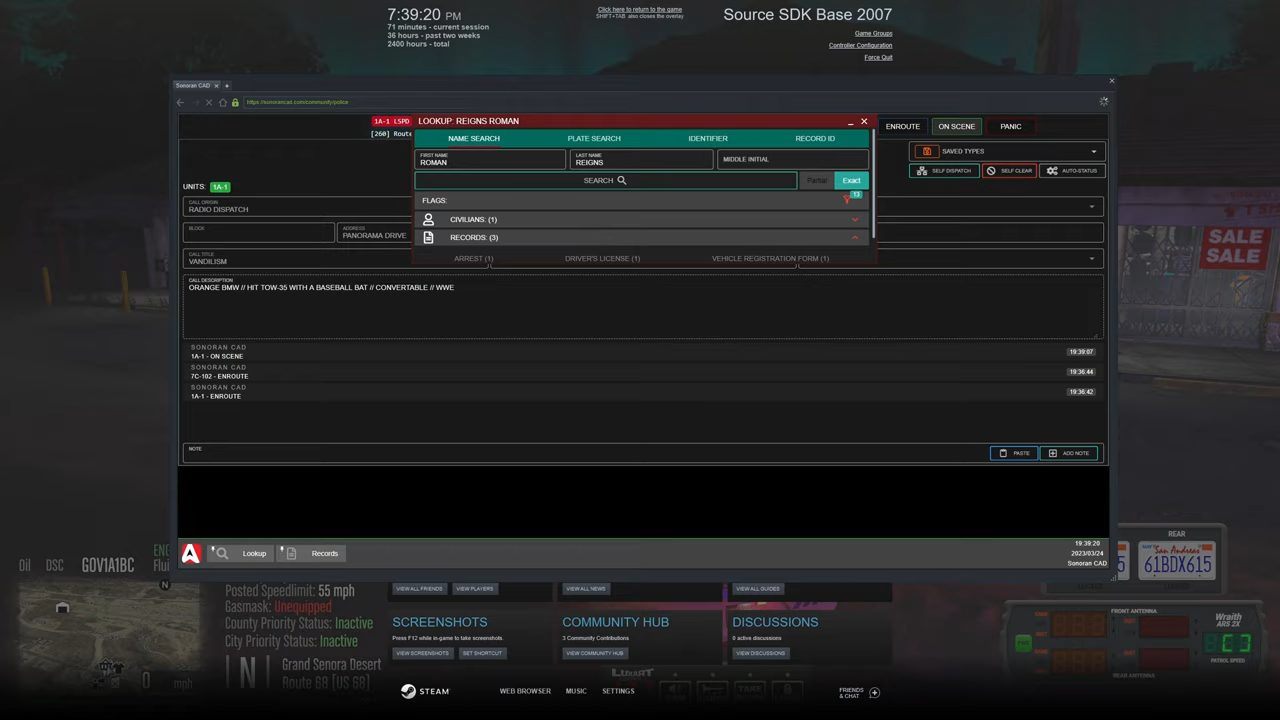 7:39:20 PM
71 minutes - current session
36 hours - past two weeks
2400 hours - total
Click here to return to the game
SHIFT+TAB also closes the overlay
Source SDK Base 2007
Game Groups
Controller Configuration
Force Quit
Sonoran CAD × +
https://sonorancad.com/community/police
1A-1 LSPD
[260] Route
LOOKUP: REIGNS ROMAN
NAME SEARCH
PLATE SEARCH
IDENTIFIER
RECORD ID
FIRST NAME
ROMAN
LAST NAME
REIGNS
MIDDLE INITIAL
SEARCH
Partial
Exact
FLAGS:
13
CIVILIANS: (1)
RECORDS: (3)
ARREST (1)
DRIVER'S LICENSE (1)
VEHICLE REGISTRATION FORM (1)
ENROUTE
ON SCENE
PANIC
SAVED TYPES
SELF DISPATCH
SELF CLEAR
AUTO-STATUS
UNITS: 1A-1
CALL ORIGIN
RADIO DISPATCH
BLOCK
ADDRESS
PANORAMA DRIVE
CALL TITLE
VANDILISM
CALL DESCRIPTION
ORANGE BMW // HIT TOW-35 WITH A BASEBALL BAT // CONVERTABLE // WWE
SONORAN CAD
1A-1 - ON SCENE
19:39:07
SONORAN CAD
7C-102 - ENROUTE
19:36:44
SONORAN CAD
1A-1 - ENROUTE
19:36:42
NOTE
PASTE
ADD NOTE
Lookup
Records
19:39:20
2023/03/24
Sonoran CAD
SALE
SALE
Oil DSC GOV1A1BC
Posted Speedlimit: 55 mph
Gasmask: Unequipped
County Priority Status: Inactive
City Priority Status: Inactive
N
| N |
Grand Senora Desert
Route 68 [US 68]
0 mph
VIEW ALL FRIENDS
VIEW PLAYERS
VIEW ALL NEWS
VIEW ALL GUIDES
SCREENSHOTS
Press F12 while in-game to take screenshots.
VIEW SCREENSHOTS
SET SHORTCUT
COMMUNITY HUB
3 Community Contributions
VIEW COMMUNITY HUB
DISCUSSIONS
0 active discussions
VIEW DISCUSSIONS
STEAM
WEB BROWSER
MUSIC
SETTINGS
FRIENDS
& CHAT
REAR
San Andreas
61BDX615
FRONT ANTENNA
Wraith
ARS 2X
PATROL SPEED
REAR ANTENNA